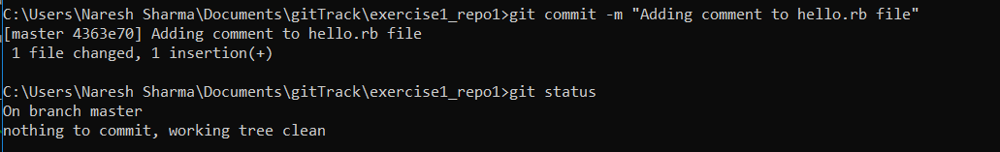 C:\Users\Naresh Sharma\Documents\gitTrack\exercise1_repo1>git commit -m "Adding comment to hello.rb file"
[master 4363e70] Adding comment to hello.rb file
 1 file changed, 1 insertion(+)
C:\Users\Naresh Sharma\Documents\gitTrack\exercise1_repo1>git status
On branch master
nothing to commit, working tree clean